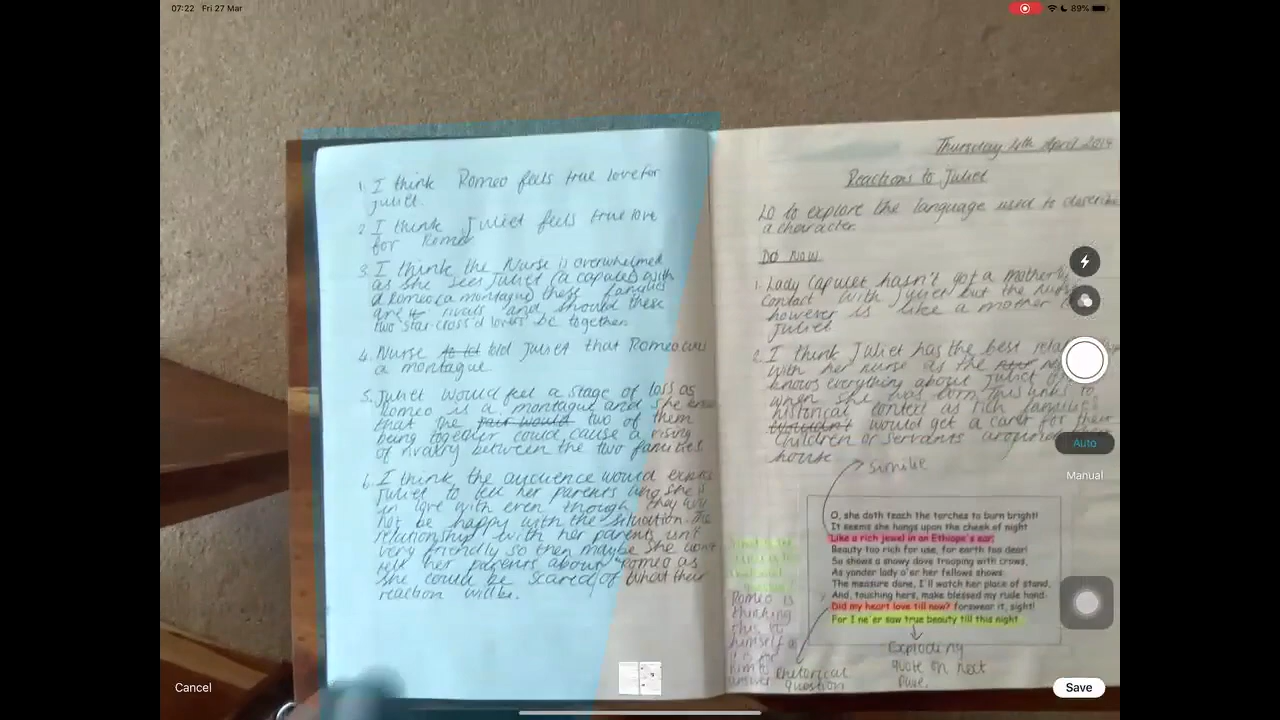 07:22 Fri 27 Mar
89%
1. I think Romeo feels true love for
Juliet.
2. I think Juliet feels true love
for Romeo
3. I think the Nurse is overwhelmed
as she sees Juliet (a capulet) with
Romeo (a montague) these
are rivals and should these
two star cross'd lovers be together
4. Nurse told Juliet that Romeo
a montague.
5. Juliet would feel a stage of loss as
Romeo is a montague and she
that the two of them
being together could cause a rising
of rivalry between the two families.
6. I think the audience would
Juliet to tell her parents she's
in love with even though they
not be happy with the situation.
relationship with her parents isn't
very friendly so then maybe she won't
tell her parents about Romeo as
she could be scared of what their
reaction will be.
Thursday 4th April 2019
Reactions to Juliet
LO to explore the language used to describe
a character
Do Now
1. Lady Capulet hasn't got a motherly
contact with Juliet but the
however is like a mother
Juliet
2. I think Juliet has the best
with her nurse as the
knows everything about Juliet
when she was born this links to
historical context as rich families
wouldn't would get a carer for their
children or servants around
house
Simile
O, she doth teach the torches to burn bright!
It seems she hangs upon the cheek of night
Like a rich jewel in an Ethiope's ear;
Beauty too rich for use, for earth too dear!
So shows a snowy dove trooping with crows,
As yonder lady o'er her fellows shows.
The measure done, I'll watch her place of stand,
And, touching hers, make blessed my rude hand.
Did my heart love till now? forswear it, sight!
For I ne'er saw true beauty till this night.
Romeo is
thinking
this to
himself
him to
answer
rhetorical
question
Exploding
quote on next
page.
Auto
Manual
Cancel
Save